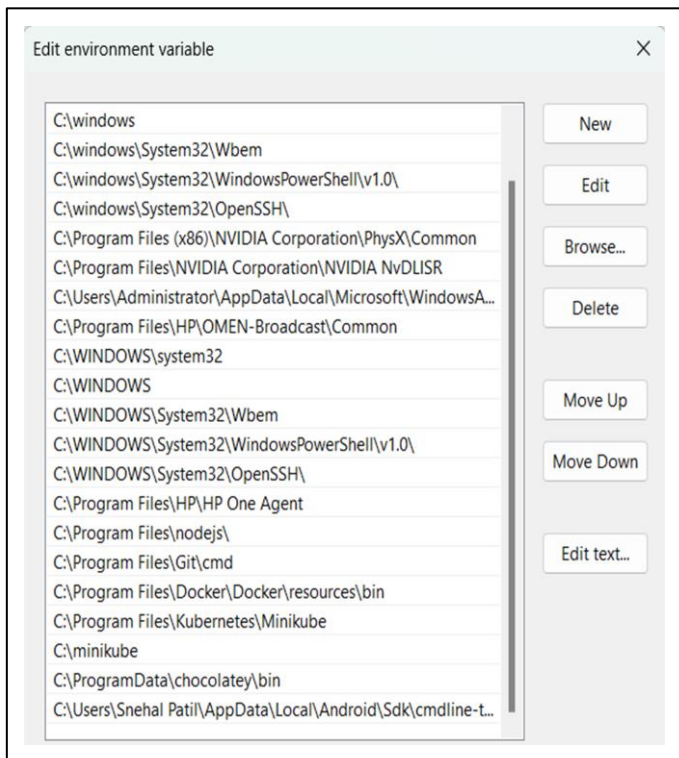 Edit environment variable
C:\windows
C:\windows\System32\Wbem
C:\windows\System32\WindowsPowerShell\v1.0\
C:\windows\System32\OpenSSH\
C:\Program Files (x86)\NVIDIA Corporation\PhysX\Common
C:\Program Files\NVIDIA Corporation\NVIDIA NvDLISR
C:\Users\Administrator\AppData\Local\Microsoft\WindowsA...
C:\Program Files\HP\OMEN-Broadcast\Common
C:\WINDOWS\system32
C:\WINDOWS
C:\WINDOWS\System32\Wbem
C:\WINDOWS\System32\WindowsPowerShell\v1.0\
C:\WINDOWS\System32\OpenSSH\
C:\Program Files\HP\HP One Agent
C:\Program Files\nodejs\
C:\Program Files\Git\cmd
C:\Program Files\Docker\Docker\resources\bin
C:\Program Files\Kubernetes\Minikube
C:\minikube
C:\ProgramData\chocolatey\bin
C:\Users\Snehal Patil\AppData\Local\Android\Sdk\cmdline-t...
New
Edit
Browse...
Delete
Move Up
Move Down
Edit text...